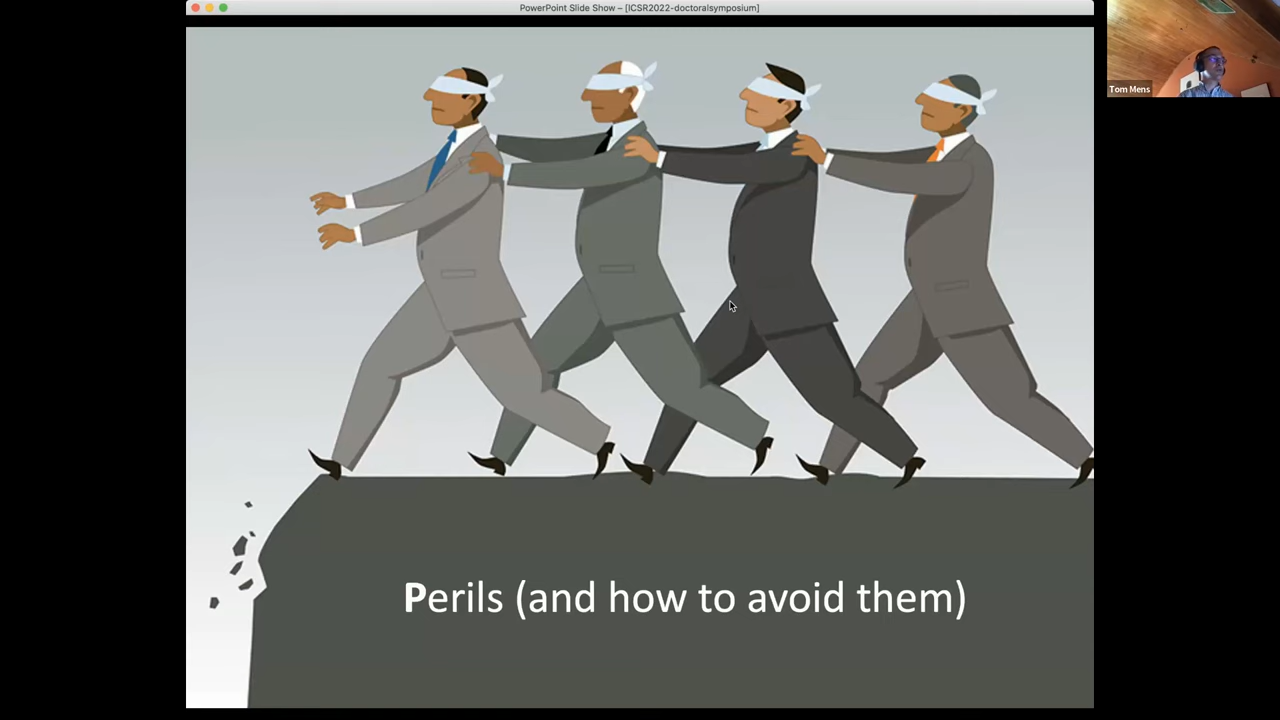 PowerPoint Slide Show – [ICSR2022-doctoralsymposium]
Tom Mens
Perils (and how to avoid them)